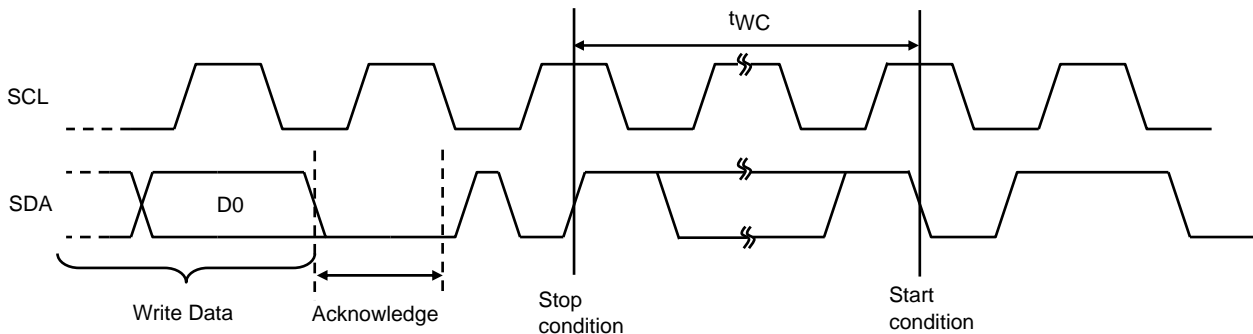 tWC
SCL
SDA
D0
Write Data
Acknowledge
Stop
condition
Start
condition